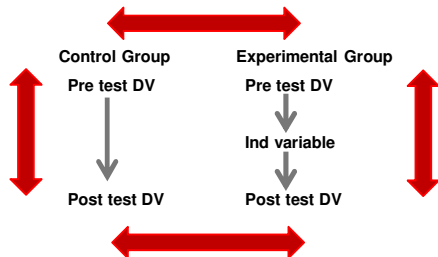 Control Group Experimental Group
Pre test DV Pre test DV
Ind variable
Post test DV Post test DV